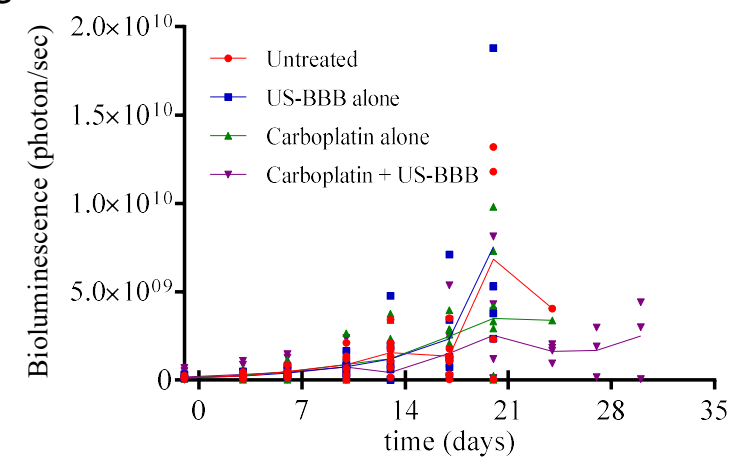 Bioluminescence (photon/sec)
2.0×10¹⁰
1.5×10¹⁰
1.0×10¹⁰
5.0×10⁰⁹
0
Untreated
US-BBB alone
Carboplatin alone
Carboplatin + US-BBB
0 7 14 21 28 35
time (days)